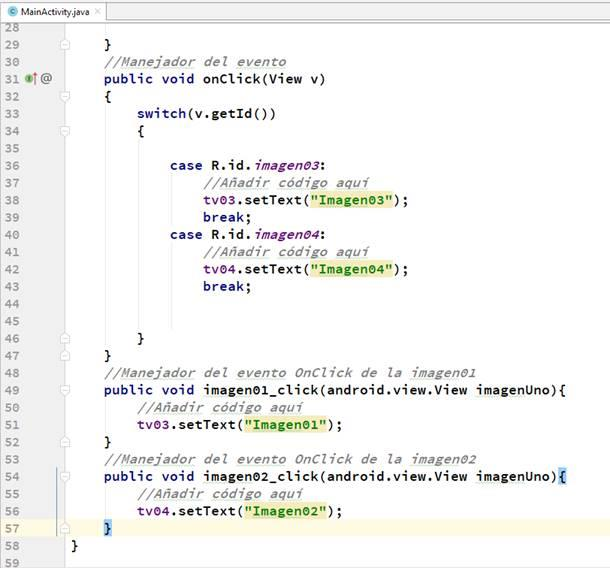 MainActivity.java ×
28
29 }
30 //Manejador del evento
31 @ public void onClick(View v)
32 {
33 switch(v.getId())
34 {
35
36 case R.id.imagen03:
37 //Añadir código aquí
38 tv03.setText("Imagen03");
39 break;
40 case R.id.imagen04:
41 //Añadir código aquí
42 tv04.setText("Imagen04");
43 break;
44
45
46 }
47 }
48 //Manejador del evento OnClick de la imagen01
49 public void imagen01_click(android.view.View imagenUno){
50 //Añadir código aquí
51 tv03.setText("Imagen01");
52 }
53 //Manejador del evento OnClick de la imagen02
54 public void imagen02_click(android.view.View imagenUno){
55 //Añadir código aquí
56 tv04.setText("Imagen02");
57 }
58 }
59